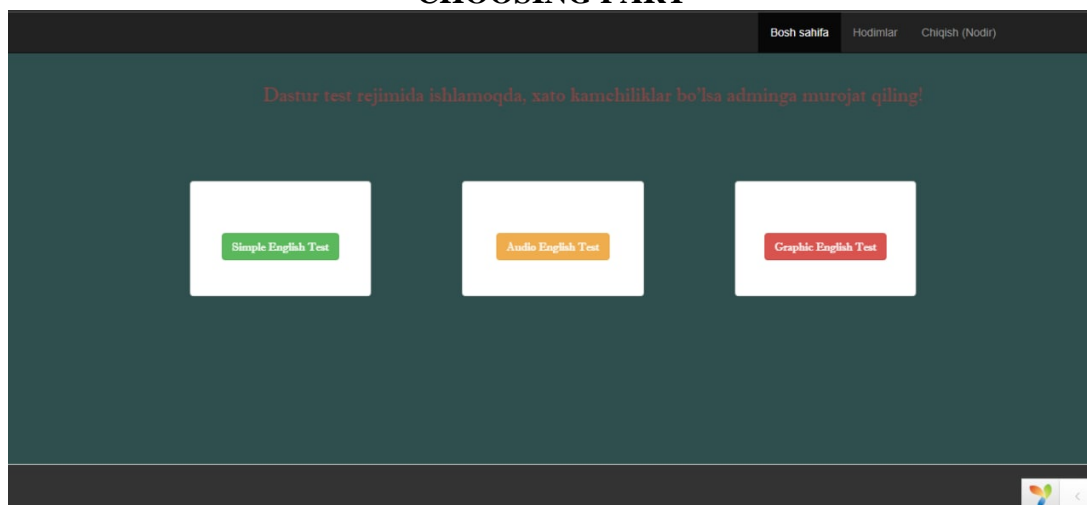 CHOOSING PART
Bosh sahifa Hodimlar Chiqish (Nodir)
Dastur test rejimida ishlamoqda, xato kamchiliklar bo'lsa adminga murojat qiling!
Simple English Test
Audio English Test
Graphic English Test